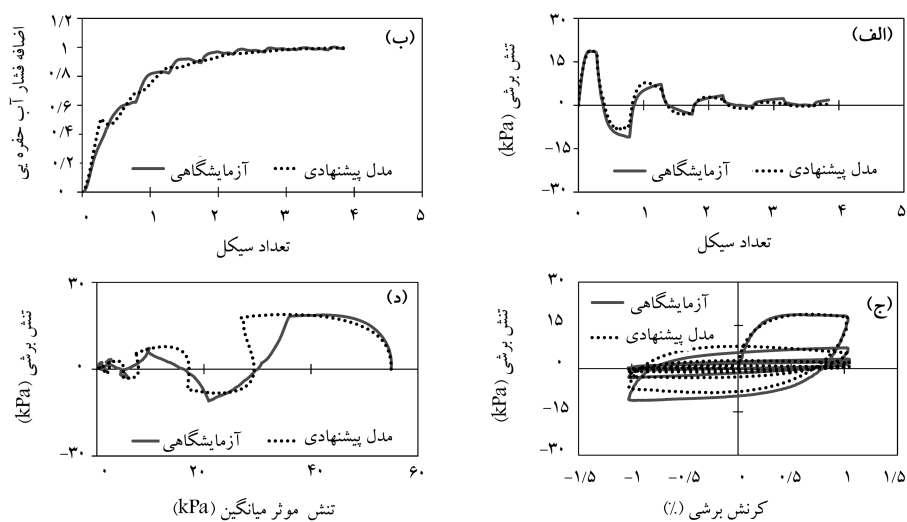 (الف)
۳۰
۱۵
۰
-۱۵
-۳۰
تنش برشی (kPa)
آزمایشگاهی
مدل پیشنهادی
۰ ۱ ۲ ۳ ۴ ۵
تعداد سیکل
(ب)
۱/۲
۱
۰/۸
۰/۶
۰/۴
۰/۲
۰
اضافه فشار آب حفره یی
آزمایشگاهی
مدل پیشنهادی
۰ ۱ ۲ ۳ ۴ ۵
تعداد سیکل
(ج)
۳۰
۱۵
۰
-۱۵
-۳۰
تنش برشی (kPa)
آزمایشگاهی
مدل پیشنهادی
-۱/۵ -۱ -۰/۵ ۰ ۰/۵ ۱ ۱/۵
کرنش برشی (٪)
(د)
۳۰
۰
-۳۰
تنش برشی (kPa)
آزمایشگاهی
مدل پیشنهادی
۰ ۲۰ ۴۰ ۶۰
تنش موثر میانگین (kPa)